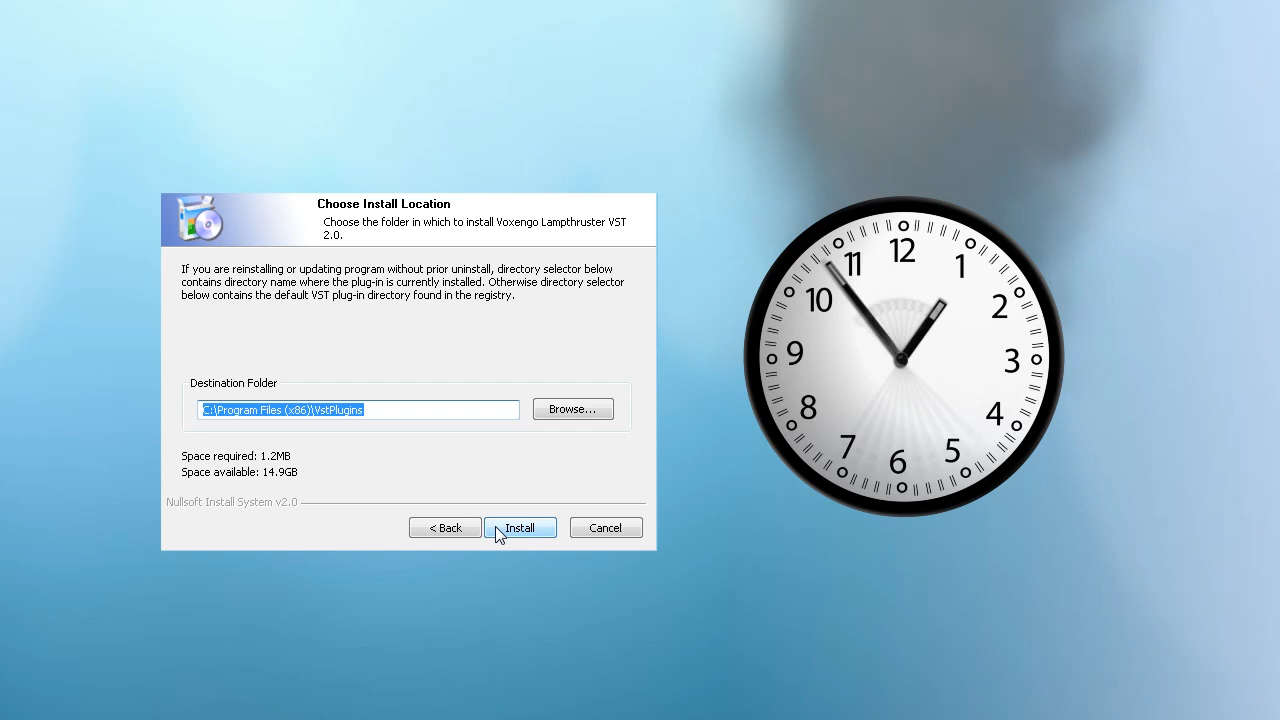 Choose Install Location
Choose the folder in which to install Voxengo Lampthruster VST
2.0.
If you are reinstalling or updating program without prior uninstall, directory selector below
contains directory name where the plug-in is currently installed. Otherwise directory selector
below contains the default VST plug-in directory found in the registry.
Destination Folder
C:\Program Files (x86)\VstPlugins
Browse...
Space required: 1.2MB
Space available: 14.9GB
Nullsoft Install System v2.0
< Back
Install
Cancel
12
1
2
3
4
5
6
7
8
9
10
11